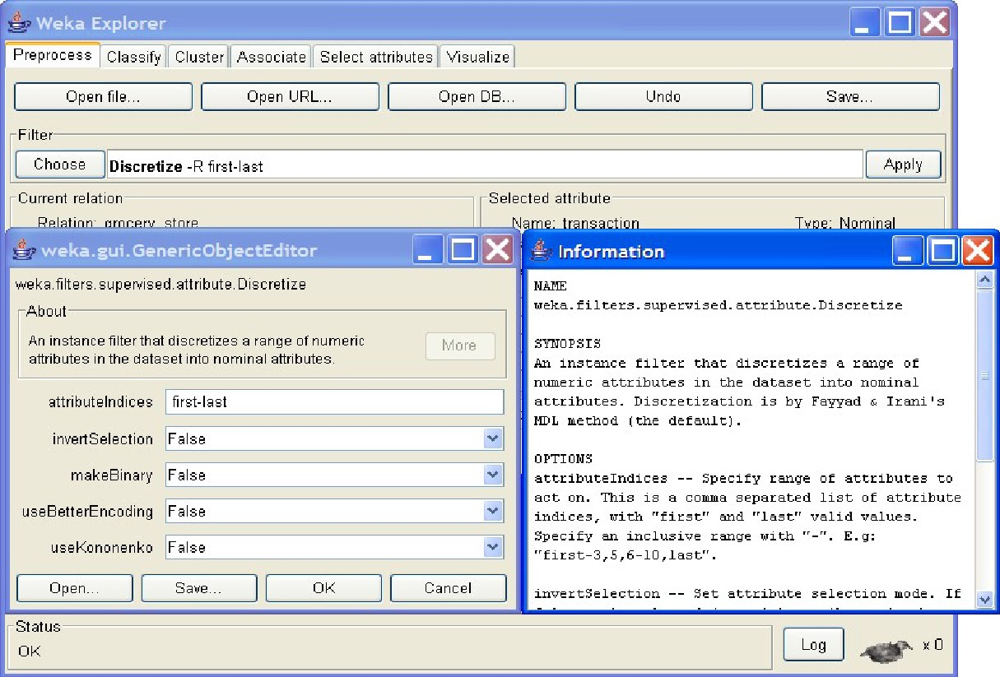 Weka Explorer
Preprocess Classify Cluster Associate Select attributes Visualize
Open file... Open URL... Open DB... Undo Save...
Filter
Choose Discretize -R first-last Apply
Current relation
Relation: grocery_store
Selected attribute
Name: transaction Type: Nominal
weka.gui.GenericObjectEditor
weka.filters.supervised.attribute.Discretize
About
An instance filter that discretizes a range of numeric
attributes in the dataset into nominal attributes.
More
attributeIndices first-last
invertSelection False
makeBinary False
useBetterEncoding False
useKononenko False
Open... Save... OK Cancel
Information
NAME
weka.filters.supervised.attribute.Discretize
SYNOPSIS
An instance filter that discretizes a range of
numeric attributes in the dataset into nominal
attributes. Discretization is by Fayyad & Irani's
MDL method (the default).
OPTIONS
attributeIndices -- Specify range of attributes to
act on. This is a comma separated list of attribute
indices, with "first" and "last" valid values.
Specify an inclusive range with "-". E.g:
"first-3,5,6-10,last".
invertSelection -- Set attribute selection mode. If
Status
OK
Log x 0